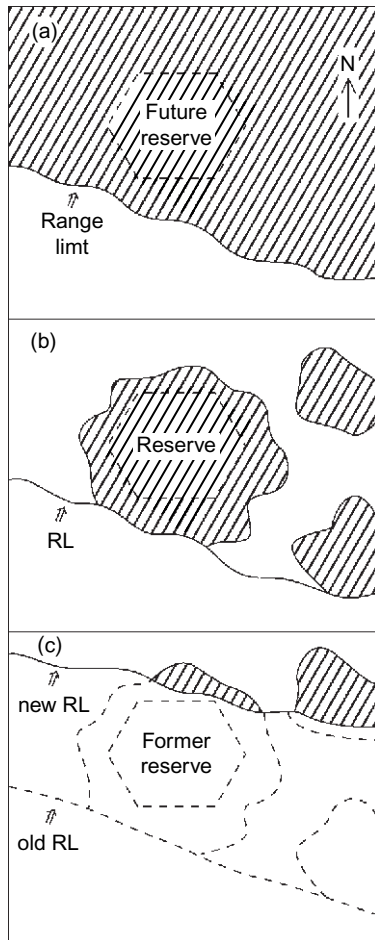 (a)
N
Future
reserve
Range
limt
(b)
Reserve
RL
(c)
new RL
Former
reserve
old RL